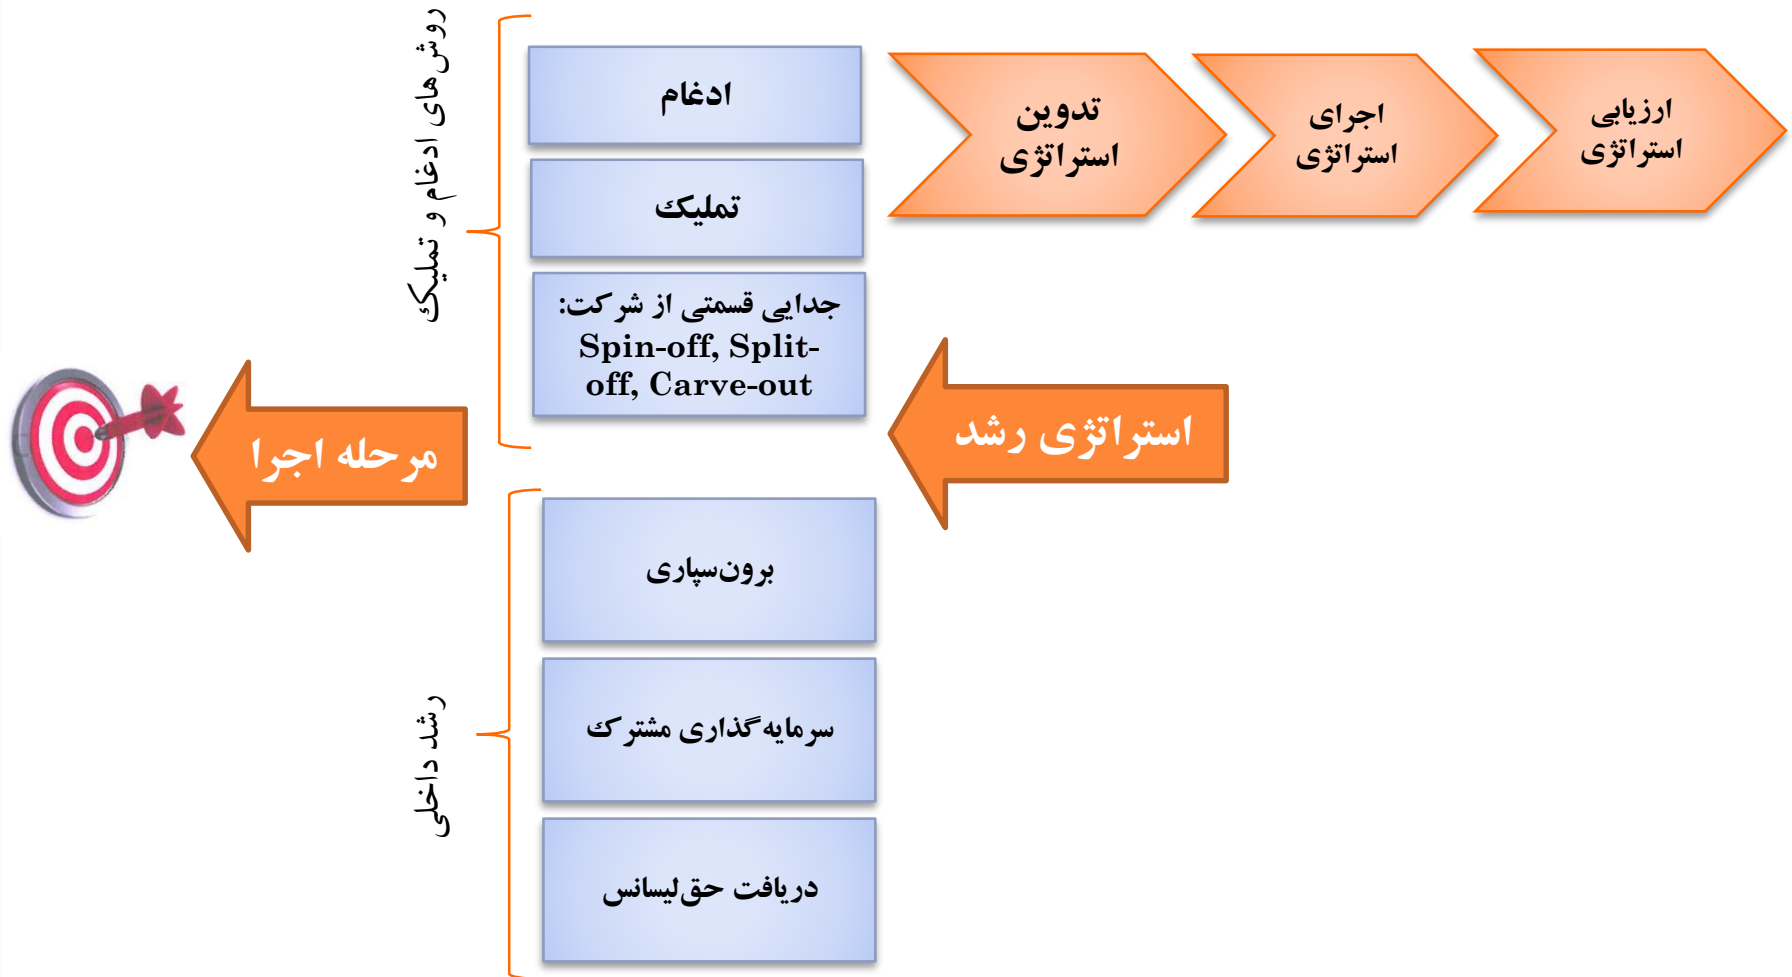 تدوین
استراتژی
اجرای
استراتژی
ارزیابی
استراتژی
استراتژی رشد
روش‌های ادغام و تملیک
ادغام
تملیک
جدایی قسمتی از شرکت:
Spin-off, Split-
off, Carve-out
رشد داخلی
برون‌سپاری
سرمایه‌گذاری مشترک
دریافت حق‌لیسانس
مرحله اجرا